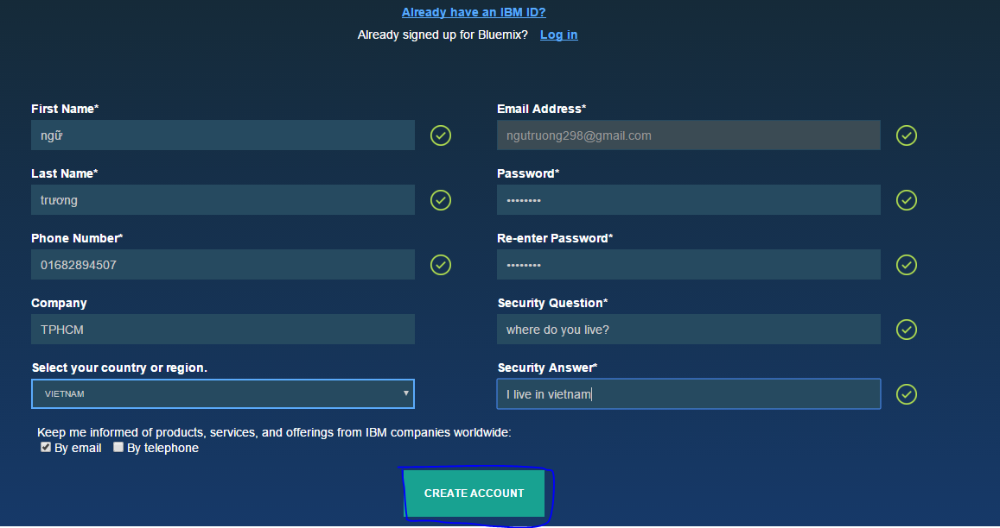 Already have an IBM ID?
Already signed up for Bluemix? Log in
First Name*
ngữ
Email Address*
ngutruong298@gmail.com
Last Name*
trương
Password*
••••••••
Phone Number*
01682894507
Re-enter Password*
••••••••
Company
TPHCM
Security Question*
where do you live?
Select your country or region.
VIETNAM
Security Answer*
I live in vietnam
Keep me informed of products, services, and offerings from IBM companies worldwide:
By email By telephone
CREATE ACCOUNT